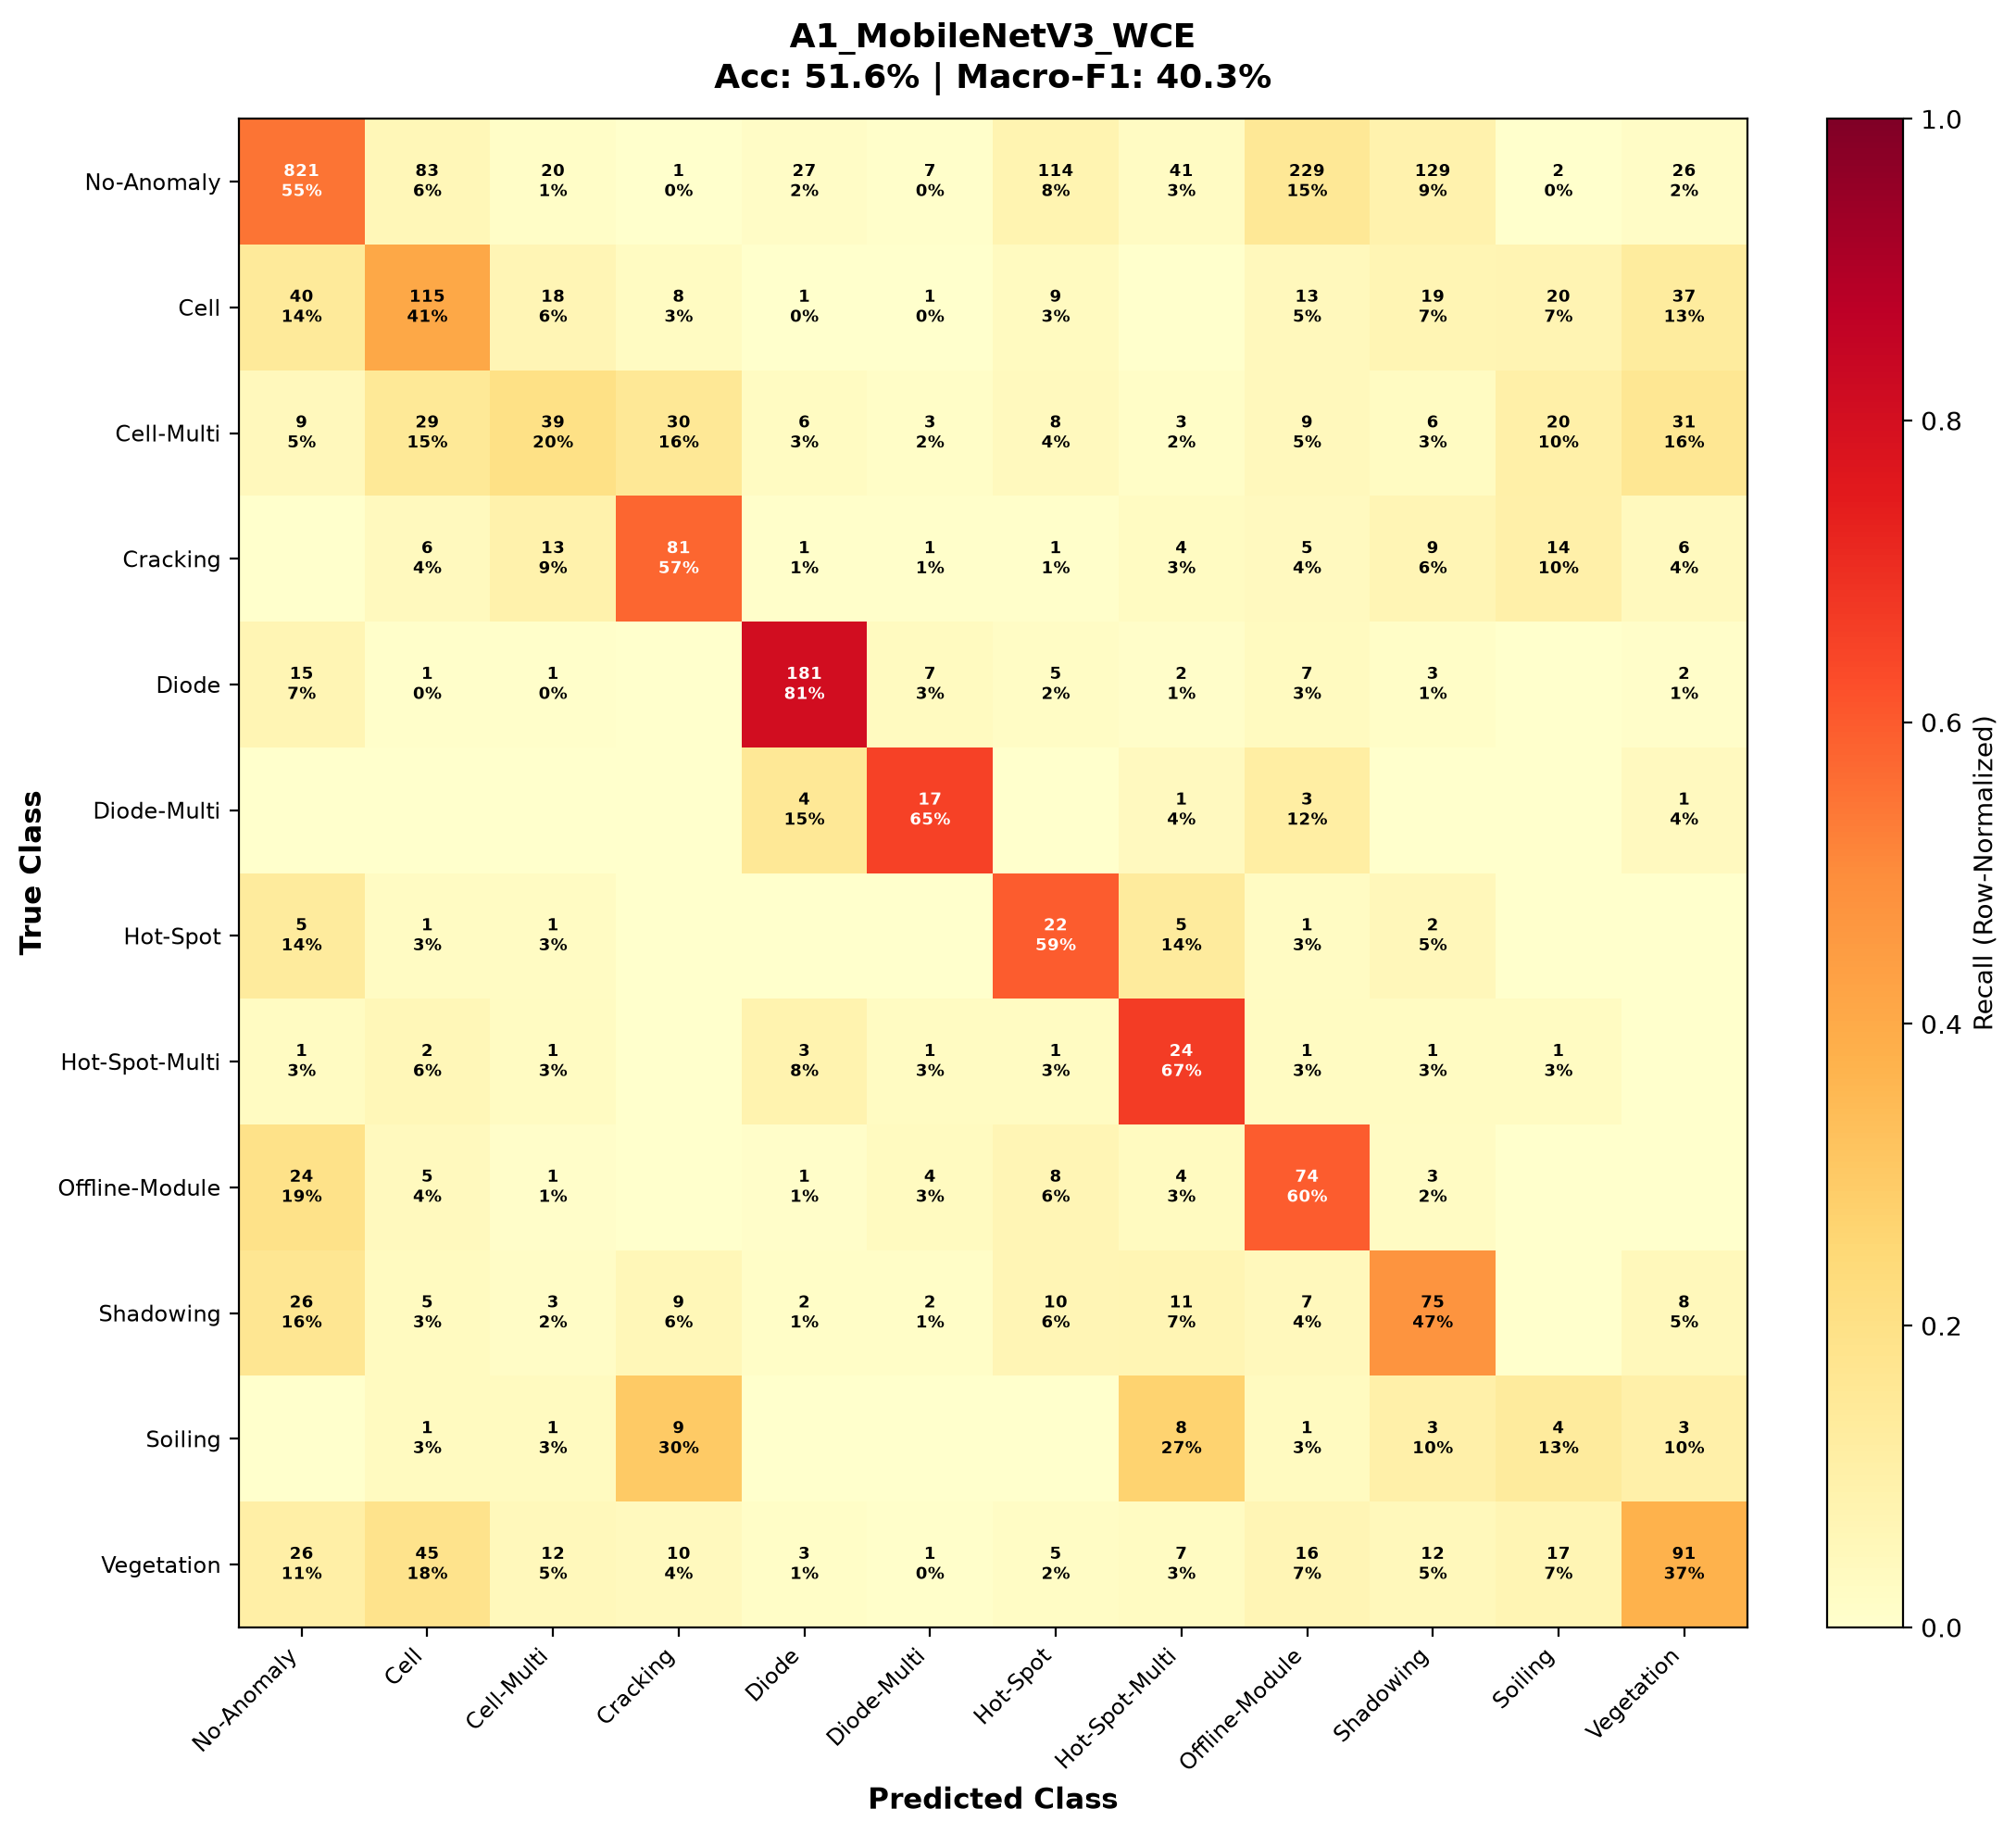 A1_MobileNetV3_WCE
Acc: 51.6% | Macro-F1: 40.3%
No-Anomaly
821 83 20 1 27 7 114 41 229 129 2 26
55% 6% 1% 0% 2% 0% 8% 3% 15% 9% 0% 2%
Cell
40 115 18 8 1 1 9 13 19 20 37
14% 41% 6% 3% 0% 0% 3% 5% 7% 7% 13%
Cell-Multi
9 29 39 30 6 3 8 3 9 6 20 31
5% 15% 20% 16% 3% 2% 4% 2% 5% 3% 10% 16%
Cracking
6 13 81 1 1 1 4 5 9 14 6
4% 9% 57% 1% 1% 1% 3% 4% 6% 10% 4%
Diode
15 1 1 181 7 5 2 7 3 2
7% 0% 0% 81% 3% 2% 1% 3% 1% 1%
Diode-Multi
4 17 1 3 1
15% 65% 4% 12% 4%
Hot-Spot
5 1 1 22 5 1 2
14% 3% 3% 59% 14% 3% 5%
Hot-Spot-Multi
1 2 1 3 1 1 24 1 1 1
3% 6% 3% 8% 3% 3% 67% 3% 3% 3%
Offline-Module
24 5 1 1 4 8 4 74 3
19% 4% 1% 1% 3% 6% 3% 60% 2%
Shadowing
26 5 3 9 2 2 10 11 7 75 8
16% 3% 2% 6% 1% 1% 6% 7% 4% 47% 5%
Soiling
1 1 9 8 1 3 4 3
3% 3% 30% 27% 3% 10% 13% 10%
Vegetation
26 45 12 10 3 1 5 7 16 12 17 91
11% 18% 5% 4% 1% 0% 2% 3% 7% 5% 7% 37%
True Class
No-Anomaly
Cell
Cell-Multi
Cracking
Diode
Diode-Multi
Hot-Spot
Hot-Spot-Multi
Offline-Module
Shadowing
Soiling
Vegetation
Predicted Class
1.0
0.8
0.6
0.4
0.2
0.0
Recall (Row-Normalized)